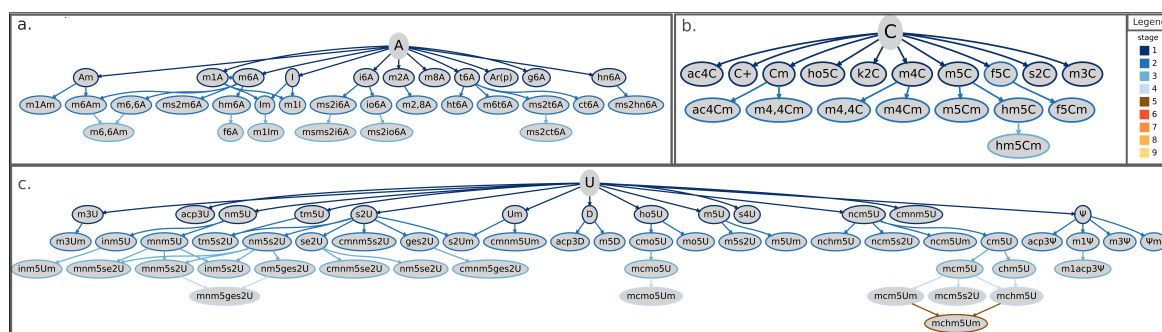 a.
A
Am
m1A
m6A
I
i6A
m2A
m8A
t6A
Ar(p)
g6A
hn6A
m1Am
m6Am
m6,6A
ms2m6A
hm6A
Im
m1I
ms2i6A
io6A
m2,8A
ht6A
m6t6A
ms2t6A
ct6A
ms2hn6A
m6,6Am
f6A
m1Im
msms2i6A
ms2io6A
ms2ct6A
b.
C
ac4C
C+
Cm
ho5C
k2C
m4C
m5C
f5C
s2C
m3C
ac4Cm
m4,4Cm
m4,4C
m4Cm
m5Cm
hm5C
f5Cm
hm5Cm
Legend
stage
1
2
3
4
5
6
7
8
9
c.
U
m3U
acp3U
nm5U
tm5U
s2U
Um
D
ho5U
m5U
s4U
ncm5U
cmnm5U
Ψ
m3Um
inm5U
mnm5U
tm5s2U
nm5s2U
se2U
cmnm5s2U
ges2U
s2Um
cmnm5Um
acp3D
m5D
cmo5U
mo5U
m5s2U
m5Um
nchm5U
ncm5s2U
ncm5Um
cm5U
acp3Ψ
m1Ψ
m3Ψ
Ψm
inm5Um
mnm5se2U
mnm5s2U
inm5s2U
nm5ges2U
cmnm5se2U
nm5se2U
cmnm5ges2U
mcmo5U
mcm5U
chm5U
m1acp3Ψ
mnm5ges2U
mcmo5Um
mcm5Um
mcm5s2U
mchm5U
mchm5Um